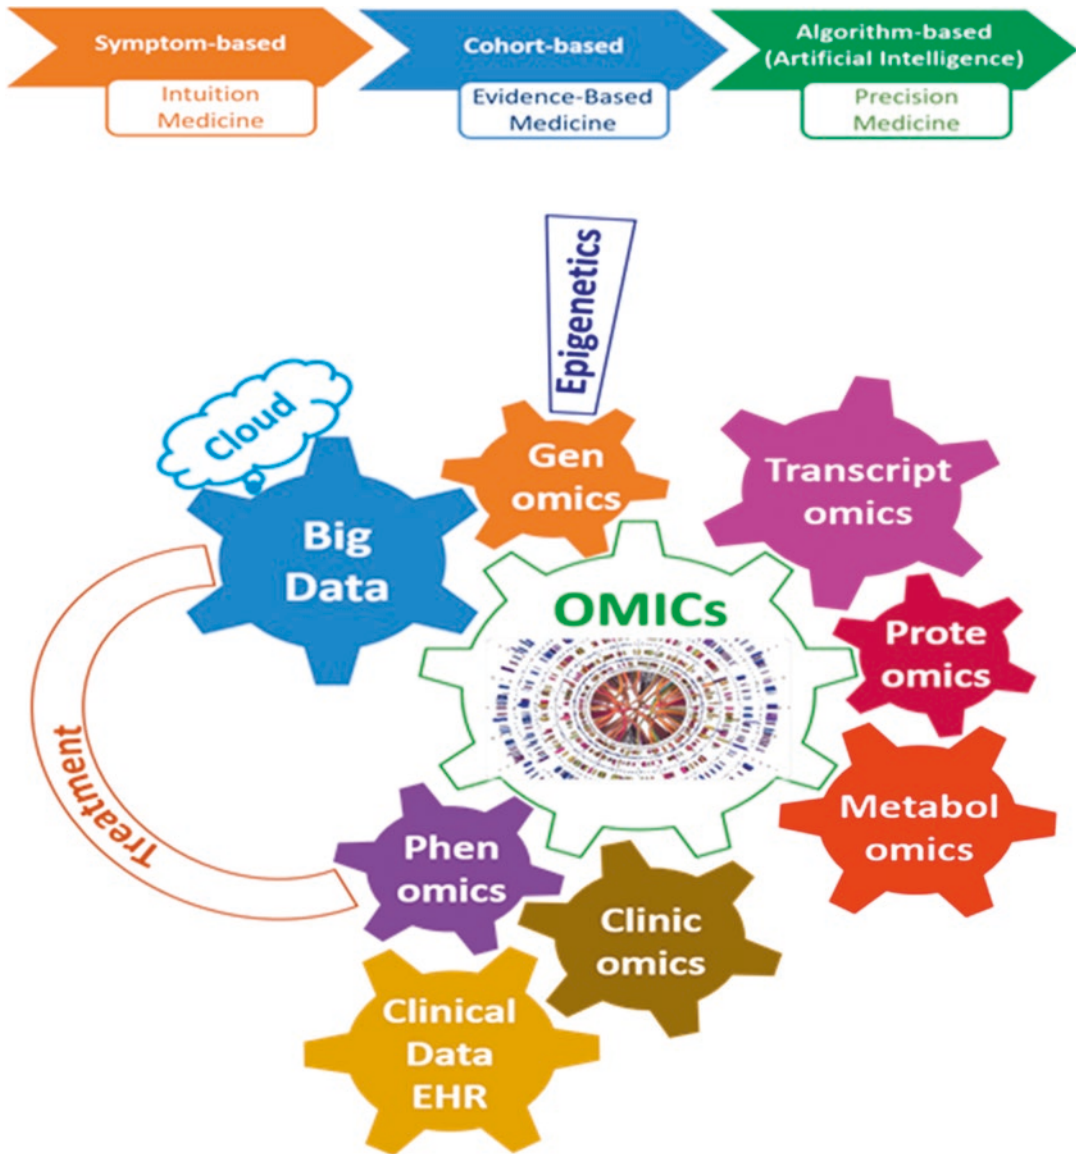 Symptom-based
Intuition
Medicine
Cohort-based
Evidence-Based
Medicine
Algorithm-based
(Artificial Intelligence)
Precision
Medicine
Epigenetics
Cloud
Big
Data
Gen
omics
Transcript
omics
OMICs
Prote
omics
Metabol
omics
Treatment
Phen
omics
Clinic
omics
Clinical
Data
EHR